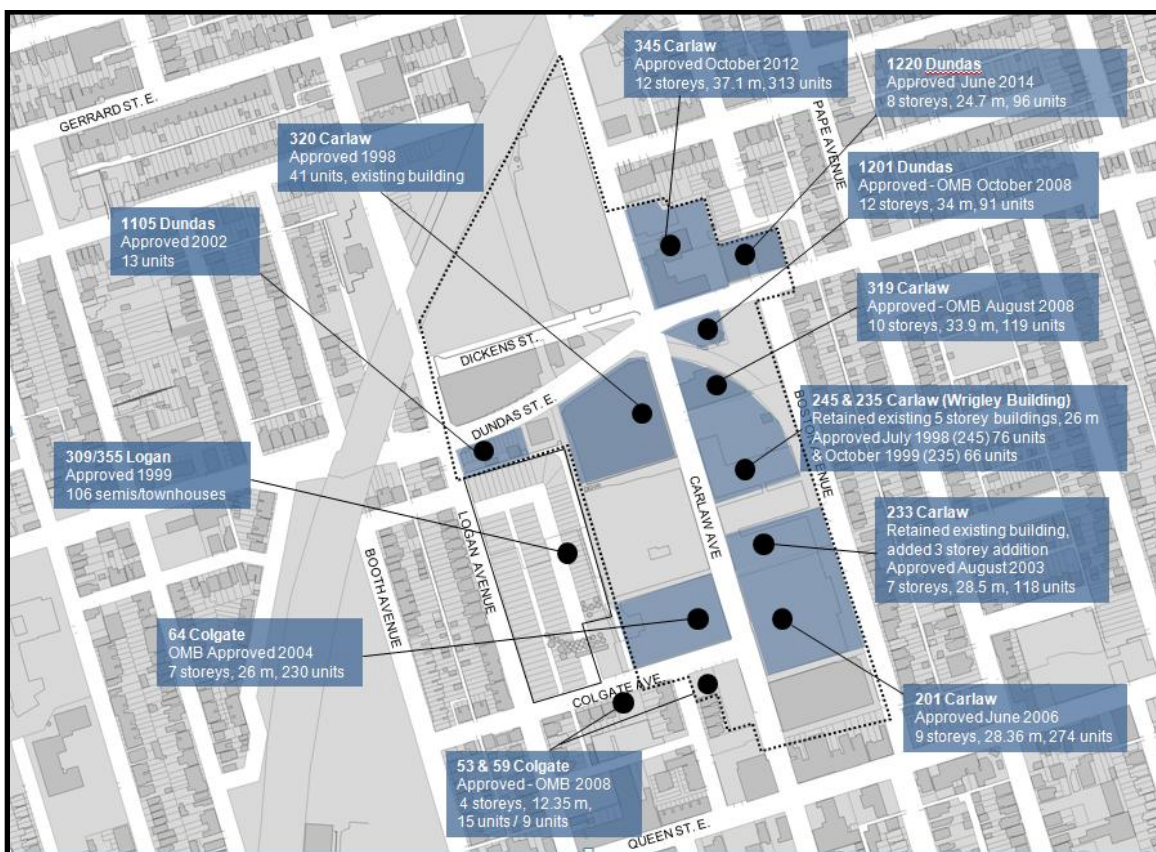 345 Carlaw
Approved October 2012
12 storeys, 37.1 m, 313 units
1220 Dundas
Approved June 2014
8 storeys, 24.7 m, 96 units
GERRARD ST. E.
PAPE AVENUE
320 Carlaw
Approved 1998
41 units, existing building
1201 Dundas
Approved - OMB October 2008
12 storeys, 34 m, 91 units
1105 Dundas
Approved 2002
13 units
319 Carlaw
Approved - OMB August 2008
10 storeys, 33.9 m, 119 units
DICKENS ST.
DUNDAS ST. E.
245 & 235 Carlaw (Wrigley Building)
Retained existing 5 storey buildings, 26 m
Approved July 1998 (245) 76 units
& October 1999 (235) 66 units
BOSTON AVENUE
309/355 Logan
Approved 1999
106 semis/townhouses
CARLAW AVE
LOGAN AVENUE
BOOTH AVENUE
233 Carlaw
Retained existing building,
added 3 storey addition
Approved August 2003
7 storeys, 28.5 m, 118 units
64 Colgate
OMB Approved 2004
7 storeys, 26 m, 230 units
COLGATE AVE.
201 Carlaw
Approved June 2006
9 storeys, 28.36 m, 274 units
53 & 59 Colgate
Approved - OMB 2008
4 storeys, 12.35 m,
15 units / 9 units
QUEEN ST. E.